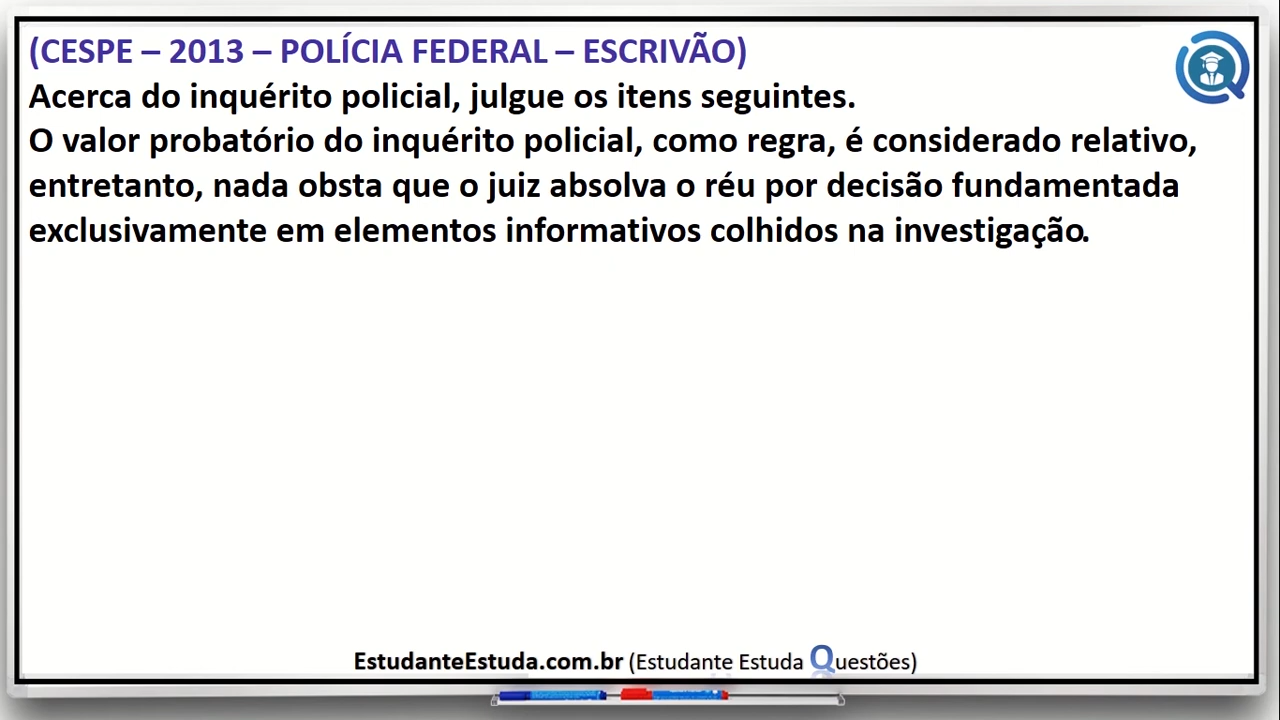 (CESPE – 2013 – POLÍCIA FEDERAL – ESCRIVÃO)
Acerca do inquérito policial, julgue os itens seguintes.
O valor probatório do inquérito policial, como regra, é considerado relativo,
entretanto, nada obsta que o juiz absolva o réu por decisão fundamentada
exclusivamente em elementos informativos colhidos na investigação.
EstudanteEstuda.com.br (Estudante Estuda Questões)